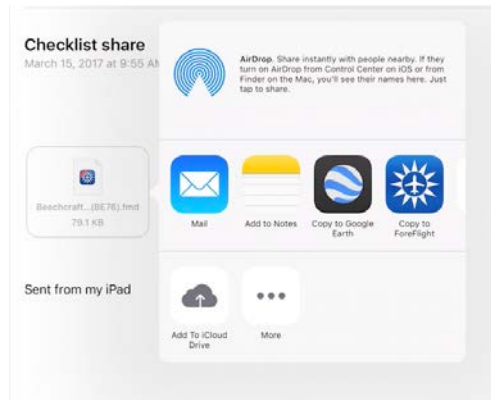 Checklist share
March 15, 2017 at 9:55 AM
AirDrop. Share instantly with people nearby. If they
turn on AirDrop from Control Center on iOS or from
Finder on the Mac, you'll see their names here. Just
tap to share.
Beechcraft...(BE76).fmd
79.1 KB
Mail
Add to Notes
Copy to Google
Earth
Copy to
ForeFlight
Sent from my iPad
Add To iCloud
Drive
More